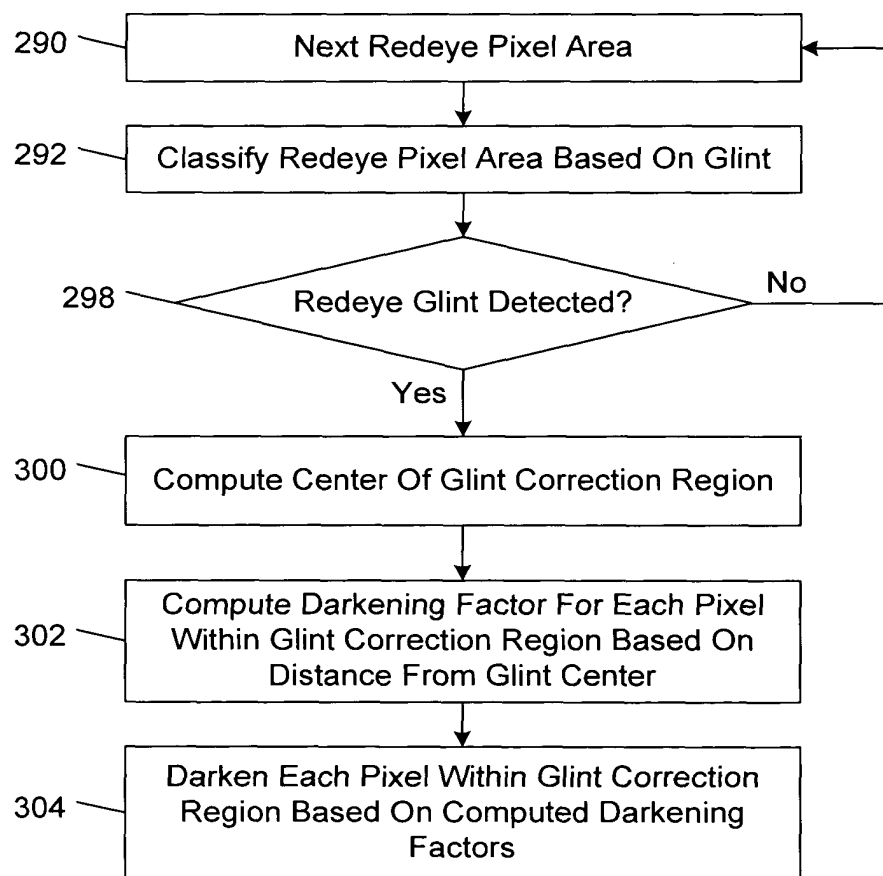 290
Next Redeye Pixel Area
292
Classify Redeye Pixel Area Based On Glint
298
Redeye Glint Detected?
No
Yes
300
Compute Center Of Glint Correction Region
302
Compute Darkening Factor For Each Pixel
Within Glint Correction Region Based On
Distance From Glint Center
304
Darken Each Pixel Within Glint Correction
Region Based On Computed Darkening
Factors